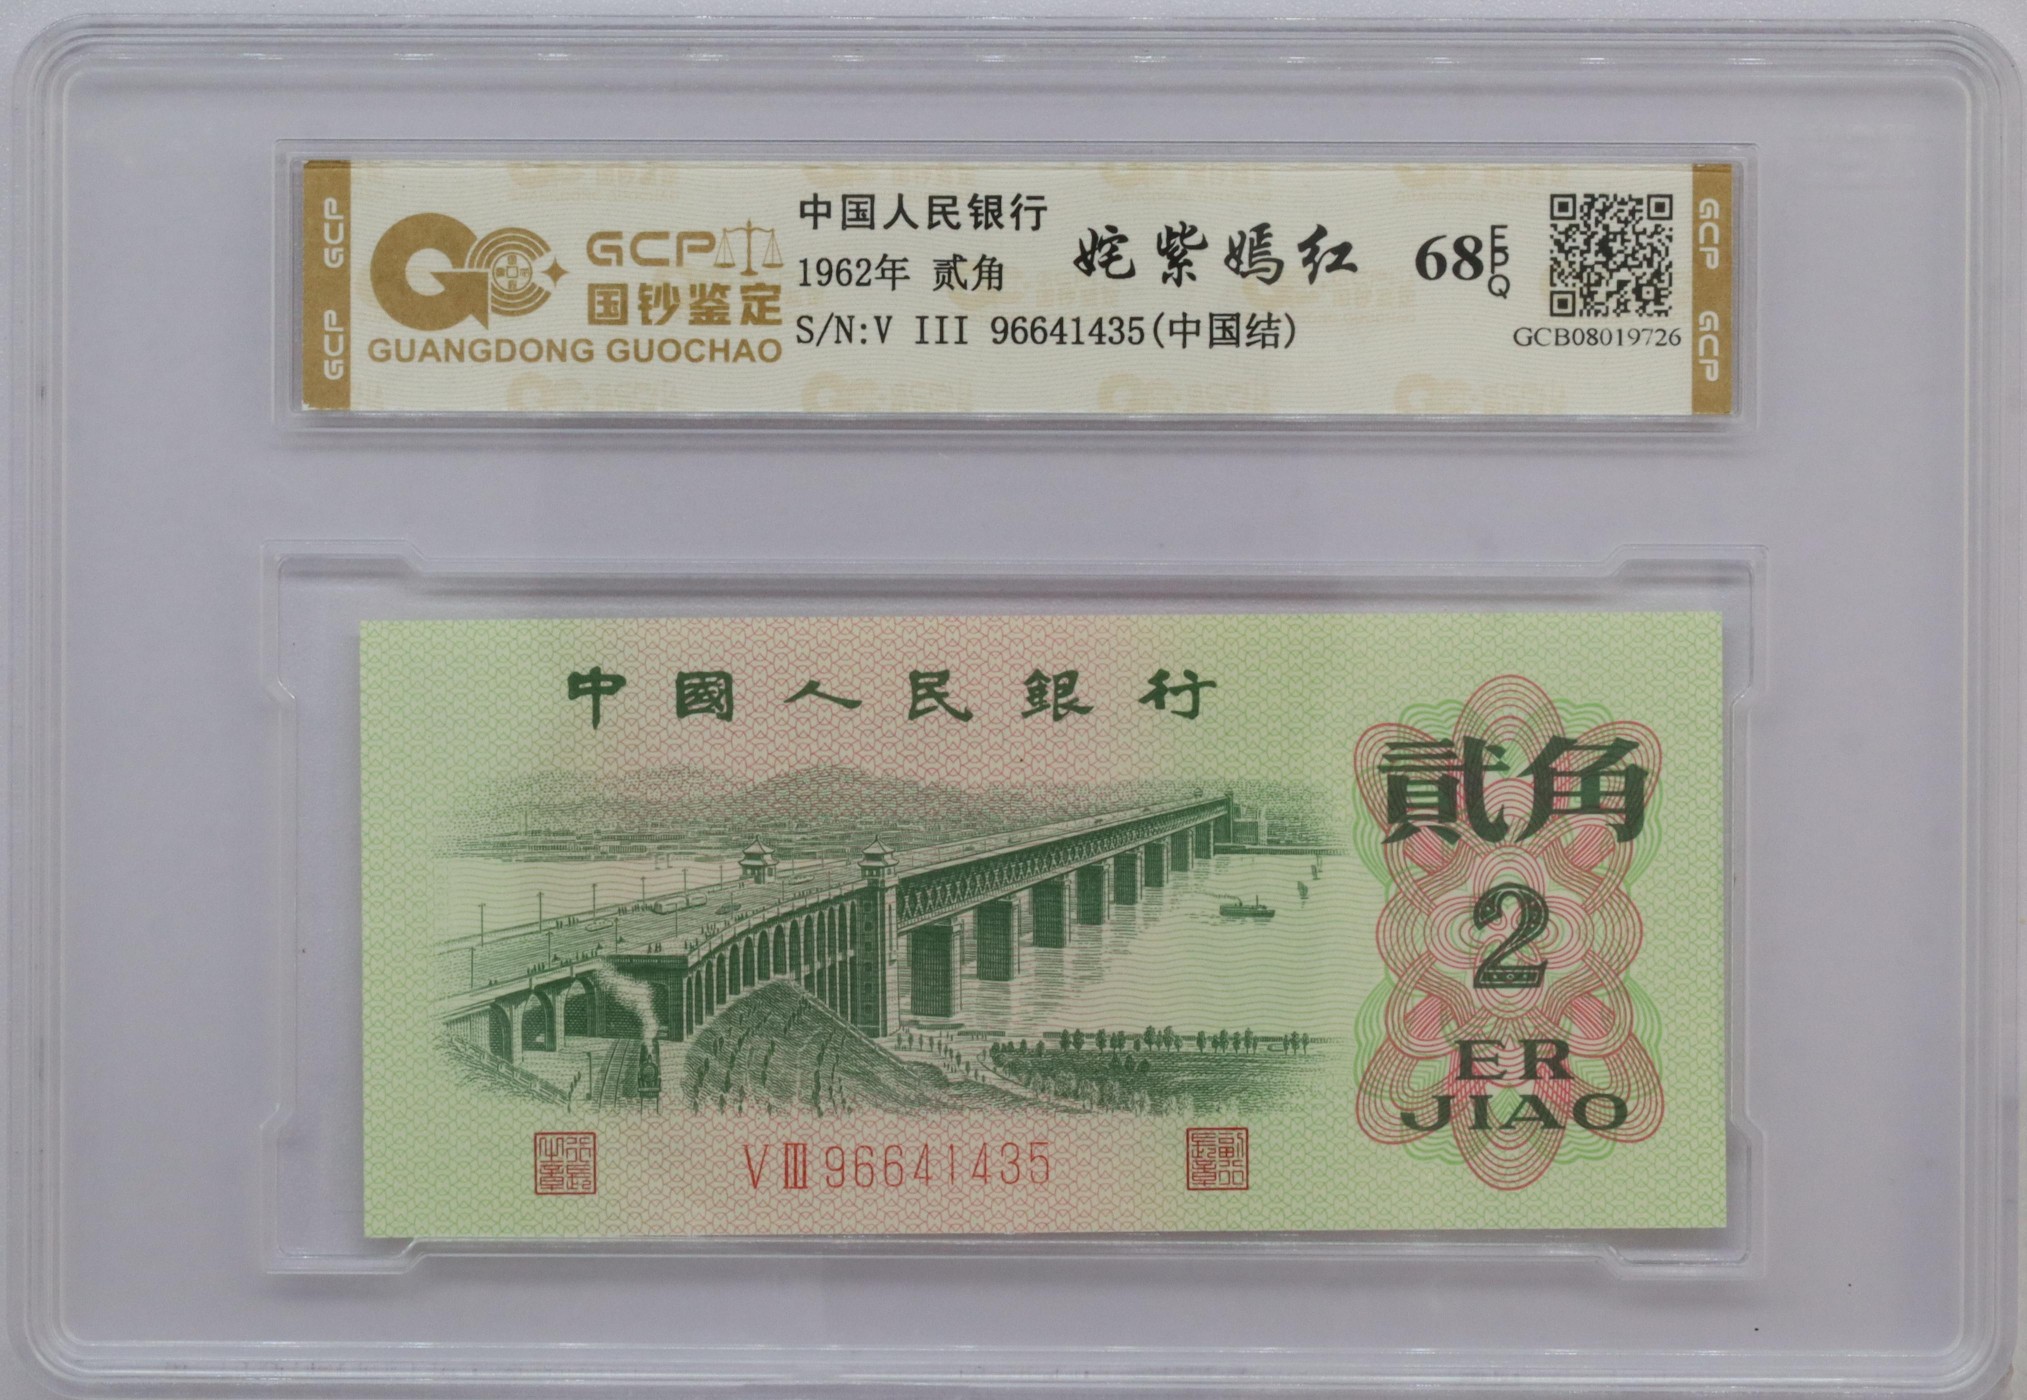 GCP GCP
GCP
国钞鉴定
GUANGDONG GUOCHAO
中国人民银行
1962年 贰角
S/N:V III 96641435(中国结)
姹紫嫣红
68 EPQ
GCB08019726
GCP GCP
中國人民銀行
貳角
2
ER
JIAO
V III 96641435